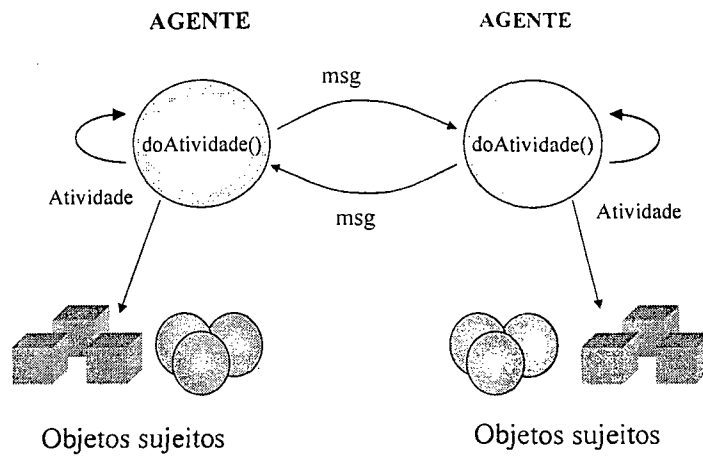 AGENTE
AGENTE
msg
doAtividade()
doAtividade()
Atividade
msg
Atividade
Objetos sujeitos
Objetos sujeitos